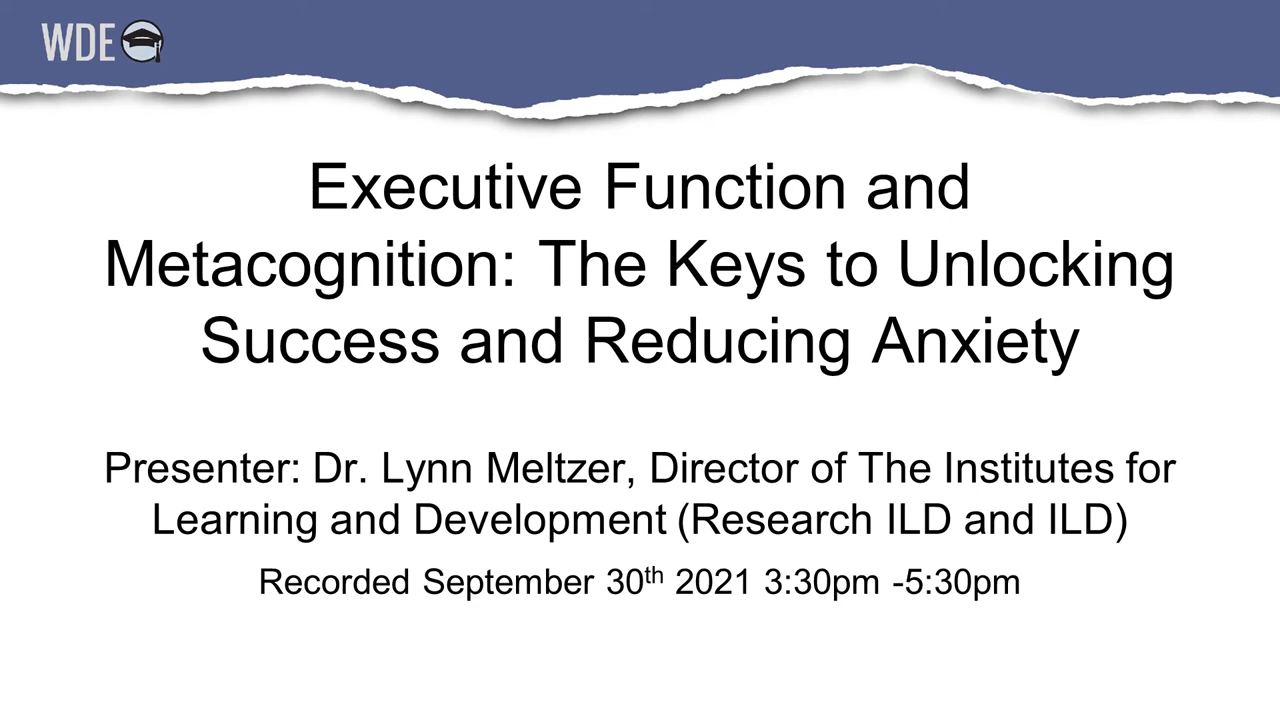 WDE
Executive Function and
Metacognition: The Keys to Unlocking
Success and Reducing Anxiety
Presenter: Dr. Lynn Meltzer, Director of The Institutes for
Learning and Development (Research ILD and ILD)
Recorded September 30th 2021 3:30pm -5:30pm